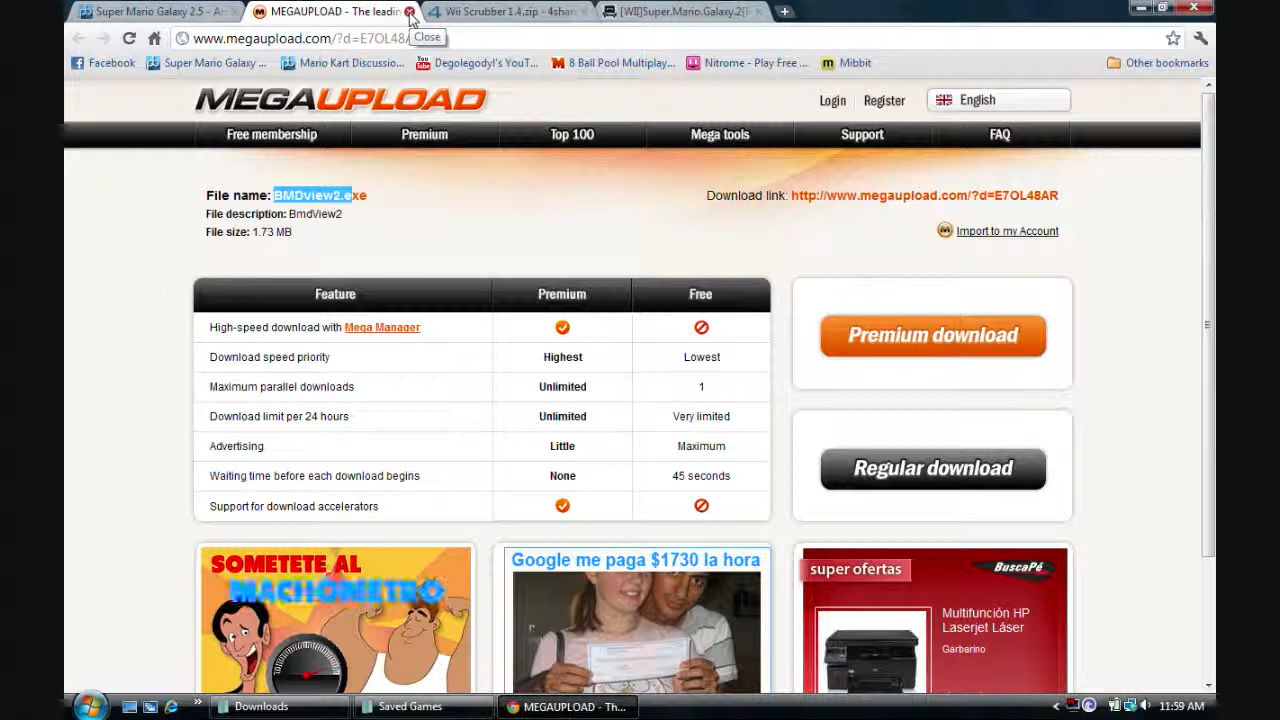 Super Mario Galaxy 2.5 - A
MEGAUPLOAD - The leadin
Wii Scrubber 1.4.zip - 4shar
[WII]Super.Mario.Galaxy.2[
www.megaupload.com/?d=E7OL48A
Close
Facebook
Super Mario Galaxy ...
Mario Kart Discussio...
You Tube
Degolegody!'s YouT...
8 Ball Pool Multiplay...
Nitrome - Play Free ...
Mibbit
Other bookmarks
MEGAUPLOAD
Login
Register
English
Free membership
Premium
Top 100
Mega tools
Support
FAQ
File name: BMDview2.exe
Download link: http://www.megaupload.com/?d=E7OL48AR
File description: BmdView2
File size: 1.73 MB
Import to my Account
Feature Premium Free
High-speed download with Mega Manager
Download speed priority Highest Lowest
Maximum parallel downloads Unlimited 1
Download limit per 24 hours Unlimited Very limited
Advertising Little Maximum
Waiting time before each download begins None 45 seconds
Support for download accelerators
Premium download
Regular download
SOMETETE AL
MACHOMETRO
Google me paga $1730 la hora
super ofertas
BuscaPé
Multifunción HP
Laserjet Láser
Garbarino
Downloads
Saved Games
MEGAUPLOAD - Th...
11:59 AM